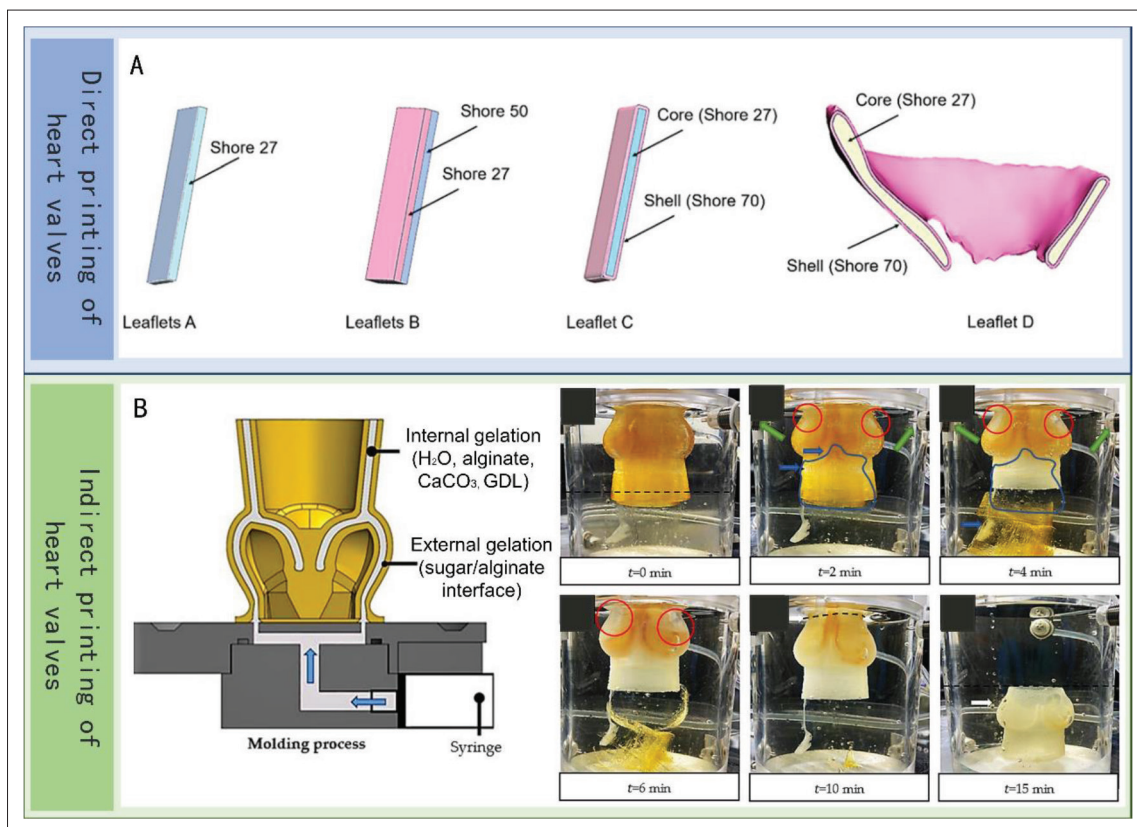 Direct printing of
heart valves
A
Shore 27
Leaflets A
Shore 50
Shore 27
Leaflets B
Core (Shore 27)
Shell (Shore 70)
Leaflet C
Core (Shore 27)
Shell (Shore 70)
Leaflet D
Indirect printing of
heart valves
B
Internal gelation
(H₂O, alginate,
CaCO₃, GDL)
External gelation
(sugar/alginate
interface)
Molding process
Syringe
t=0 min
t=2 min
t=4 min
t=6 min
t=10 min
t=15 min